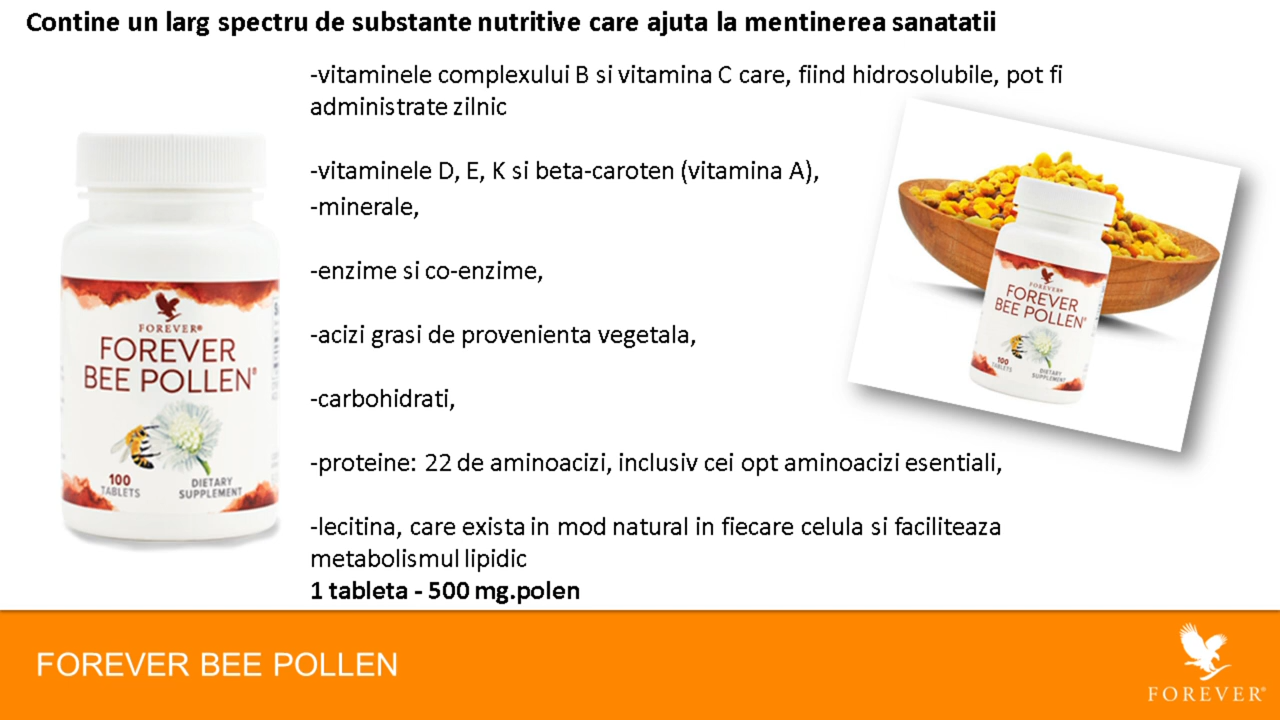 Contine un larg spectru de substante nutritive care ajuta la mentinerea sanatatii
-vitaminele complexului B si vitamina C care, fiind hidrosolubile, pot fi
administrate zilnic
-vitaminele D, E, K si beta-caroten (vitamina A),
-minerale,
-enzime si co-enzime,
-acizi grasi de provenienta vegetala,
-carbohidrati,
-proteine: 22 de aminoacizi, inclusiv cei opt aminoacizi esentiali,
-lecitina, care exista in mod natural in fiecare celula si faciliteaza
metabolismul lipidic
1 tableta - 500 mg.polen
FOREVER®
FOREVER
BEE POLLEN®
100
TABLETS
DIETARY
SUPPLEMENT
FOREVER®
FOREVER
BEE POLLEN®
100
TABLETS
DIETARY
SUPPLEMENT
FOREVER BEE POLLEN
FOREVER®